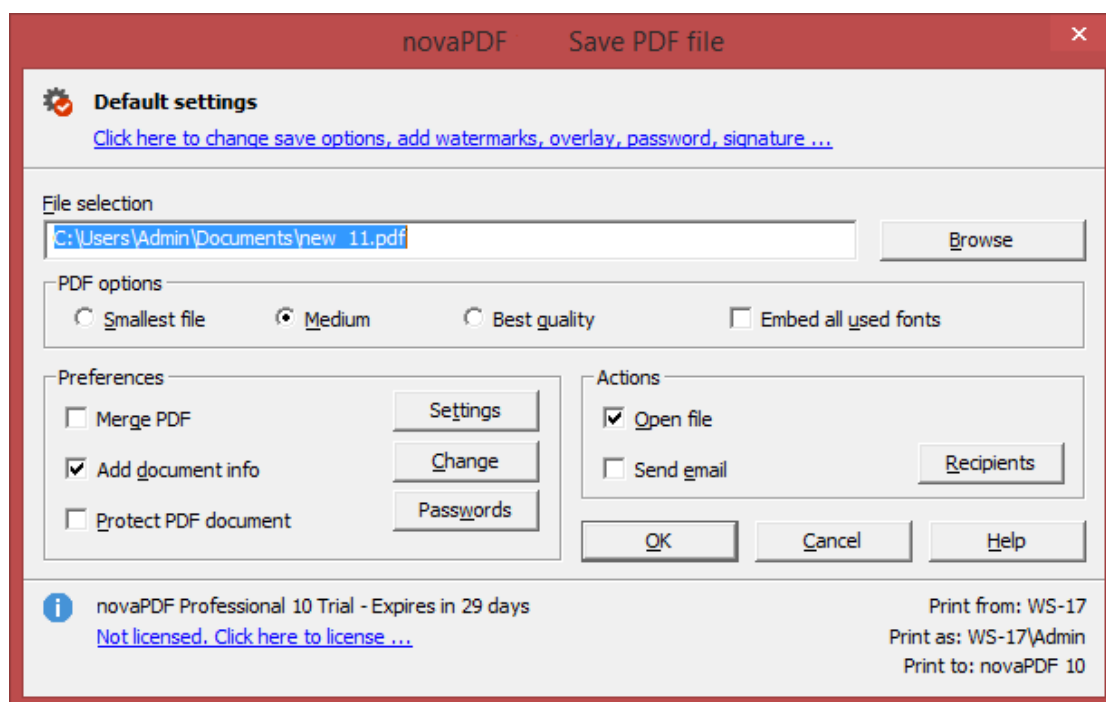 novaPDF Save PDF file
Default settings
Click here to change save options, add watermarks, overlay, password, signature ...
File selection
C:\Users\Admin\Documents\new 11.pdf
Browse
PDF options
Smallest file Medium Best quality Embed all used fonts
Preferences
Merge PDF Settings
Add document info Change
Protect PDF document Passwords
Actions
Open file
Send email Recipients
OK Cancel Help
novaPDF Professional 10 Trial - Expires in 29 days
Not licensed. Click here to license ...
Print from: WS-17
Print as: WS-17\Admin
Print to: novaPDF 10